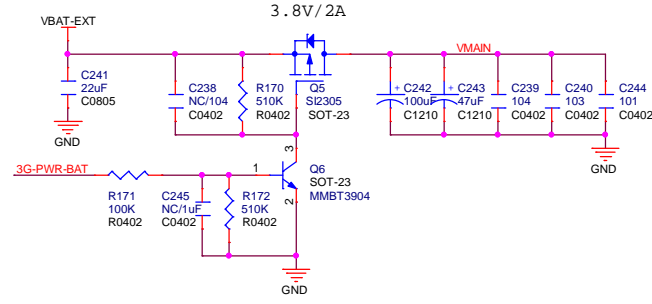 3.8V/2A
VBAT-EXT
VMAIN
C241
22uF
C0805
GND
C238
NC/104
C0402
R170
510K
R0402
Q5
SI2305
SOT-23
+
C242
100uF
C1210
+
C243
47uF
C1210
C239
104
C0402
C240
103
C0402
C244
101
C0402
GND
3G-PWR-BAT
R171
100K
R0402
C245
NC/1uF
C0402
R172
510K
R0402
1
3
2
Q6
SOT-23
MMBT3904
GND